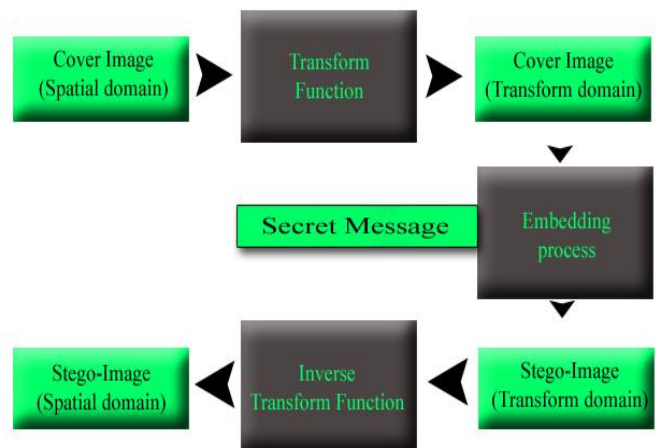 Cover Image
(Spatial domain)
Transform
Function
Cover Image
(Transform domain)
Secret Message
Embedding
process
Stego-Image
(Spatial domain)
Inverse
Transform Function
Stego-Image
(Transform domain)